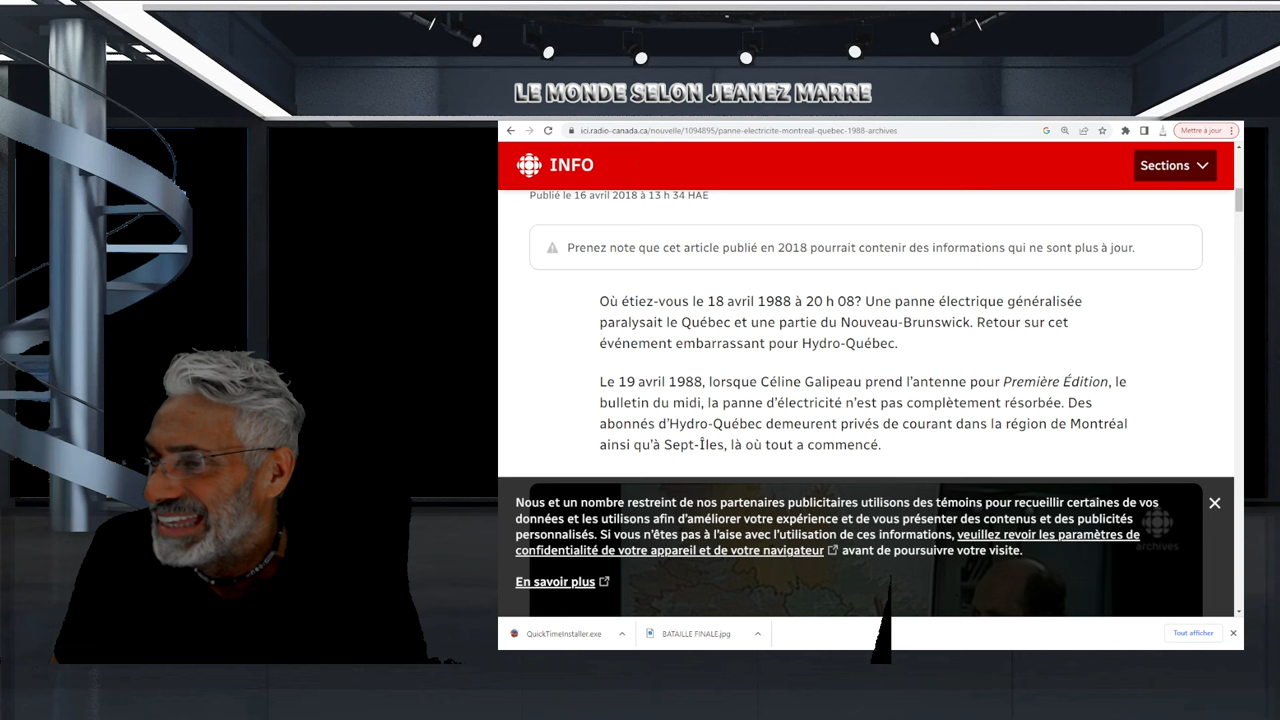 LE MONDE SELON JEANEZ MARRE
ici.radio-canada.ca/nouvelle/1094895/panne-electricite-montreal-quebec-1988-archives
Mettre à jour
INFO
Sections
Publié le 16 avril 2018 à 13 h 34 HAE
Prenez note que cet article publié en 2018 pourrait contenir des informations qui ne sont plus à jour.
Où étiez-vous le 18 avril 1988 à 20 h 08? Une panne électrique généralisée
paralysait le Québec et une partie du Nouveau-Brunswick. Retour sur cet
événement embarrassant pour Hydro-Québec.
Le 19 avril 1988, lorsque Céline Galipeau prend l'antenne pour Première Édition, le
bulletin du midi, la panne d'électricité n'est pas complètement résorbée. Des
abonnés d'Hydro-Québec demeurent privés de courant dans la région de Montréal
ainsi qu'à Sept-Îles, là où tout a commencé.
Nous et un nombre restreint de nos partenaires publicitaires utilisons des témoins pour recueillir certaines de vos
données et les utilisons afin d'améliorer votre expérience et de vous présenter des contenus et des publicités
personnalisés. Si vous n'êtes pas à l'aise avec l'utilisation de ces informations, veuillez revoir les paramètres de
confidentialité de votre appareil et de votre navigateur avant de poursuivre votre visite.
archives
En savoir plus
QuickTimeInstaller.exe
BATAILLE FINALE.jpg
Tout afficher